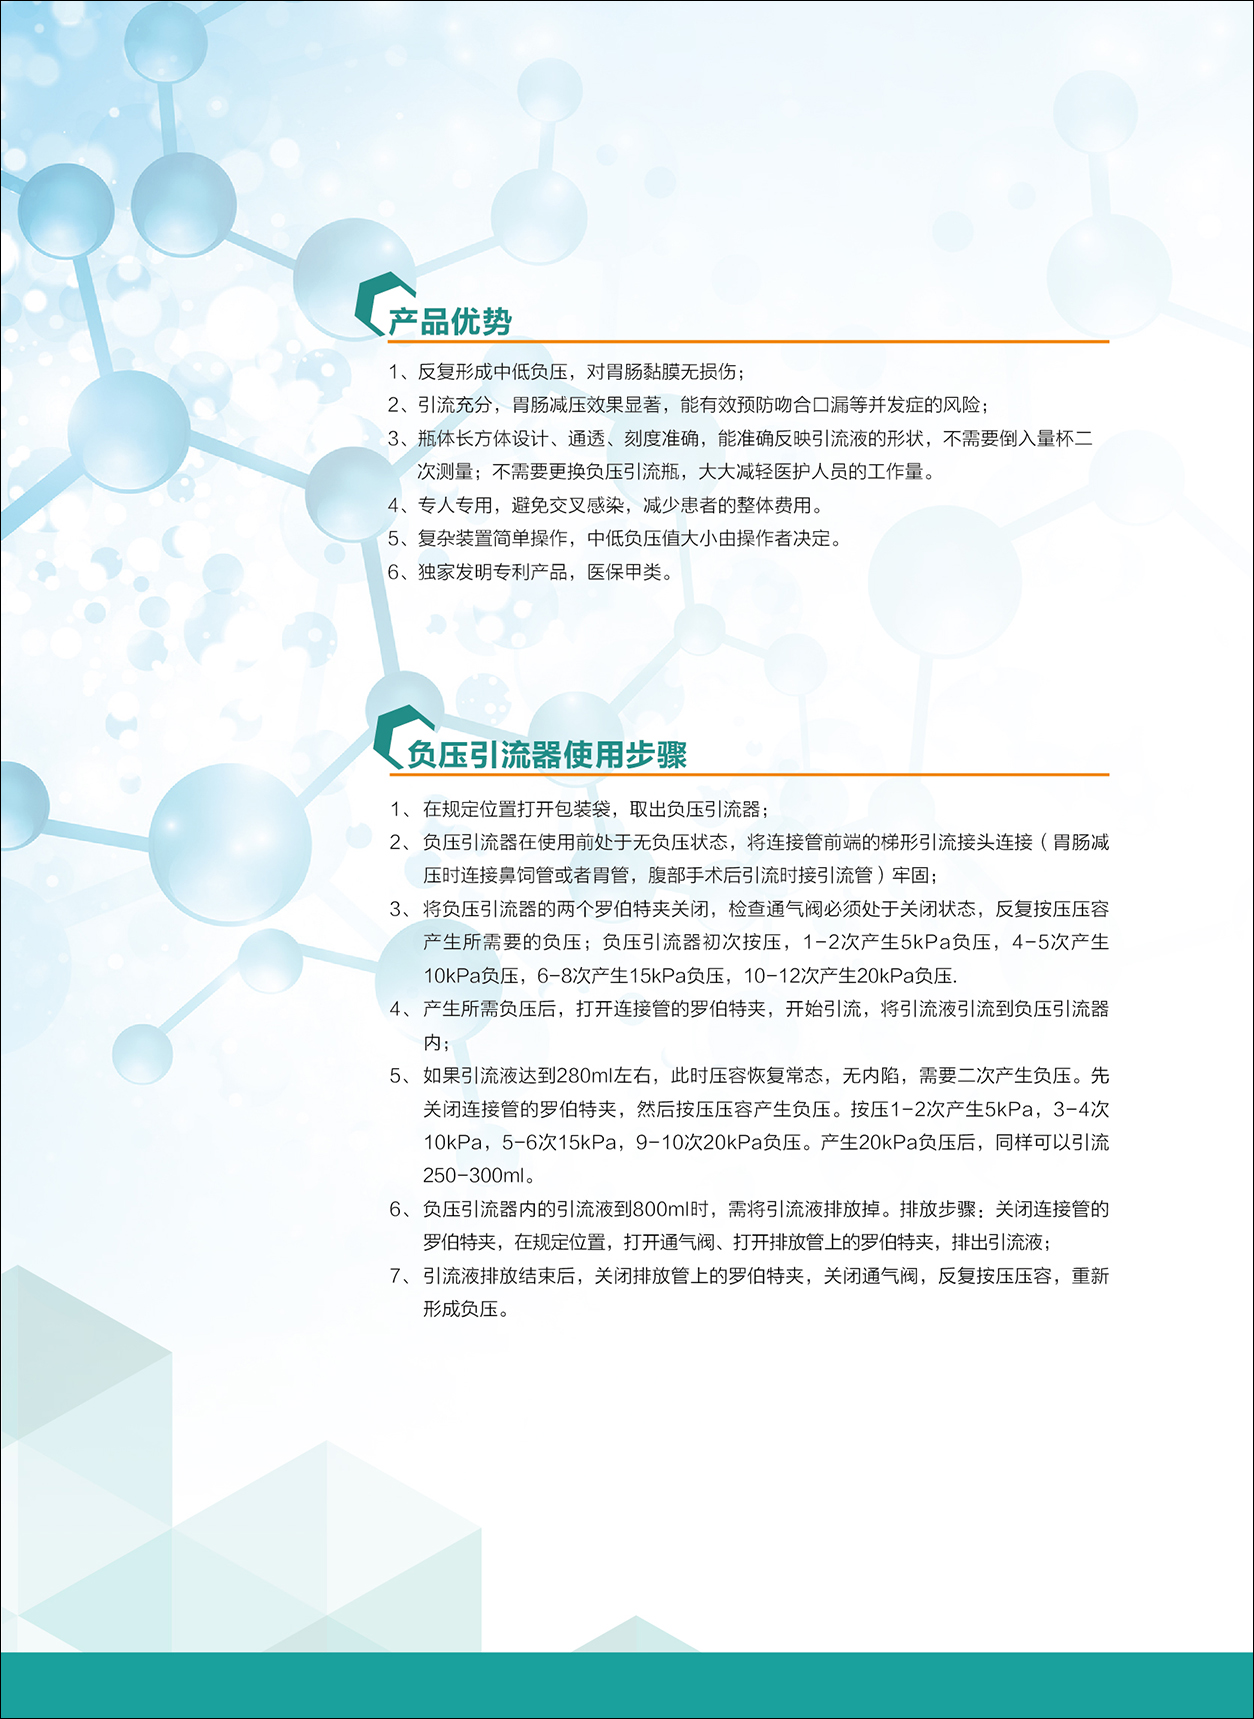 产品优势
1、反复形成中低负压，对胃肠黏膜无损伤；
2、引流充分，胃肠减压效果显著，能有效预防吻合口漏等并发症的风险；
3、瓶体长方体设计、通透、刻度准确，能准确反映引流液的形状，不需要倒入量杯二
次测量；不需要更换负压引流瓶，大大减轻医护人员的工作量。
4、专人专用，避免交叉感染，减少患者的整体费用。
5、复杂装置简单操作，中低负压值大小由操作者决定。
6、独家发明专利产品，医保甲类。
负压引流器使用步骤
1、在规定位置打开包装袋，取出负压引流器；
2、负压引流器在使用前处于无负压状态，将连接管前端的梯形引流接头连接（胃肠减
压时连接鼻饲管或者胃管，腹部手术后引流时接引流管）牢固；
3、将负压引流器的两个罗伯特夹关闭，检查通气阀必须处于关闭状态，反复按压压容
产生所需要的负压；负压引流器初次按压，1-2次产生5kPa负压，4-5次产生
10kPa负压，6-8次产生15kPa负压，10-12次产生20kPa负压.
4、产生所需负压后，打开连接管的罗伯特夹，开始引流，将引流液引流到负压引流器
内；
5、如果引流液达到280ml左右，此时压容恢复常态，无内陷，需要二次产生负压。先
关闭连接管的罗伯特夹，然后按压压容产生负压。按压1-2次产生5kPa，3-4次
10kPa，5-6次15kPa，9-10次20kPa负压。产生20kPa负压后，同样可以引流
250-300ml。
6、负压引流器内的引流液到800ml时，需将引流液排放掉。排放步骤：关闭连接管的
罗伯特夹，在规定位置，打开通气阀、打开排放管上的罗伯特夹，排出引流液；
7、引流液排放结束后，关闭排放管上的罗伯特夹，关闭通气阀，反复按压压容，重新
形成负压。